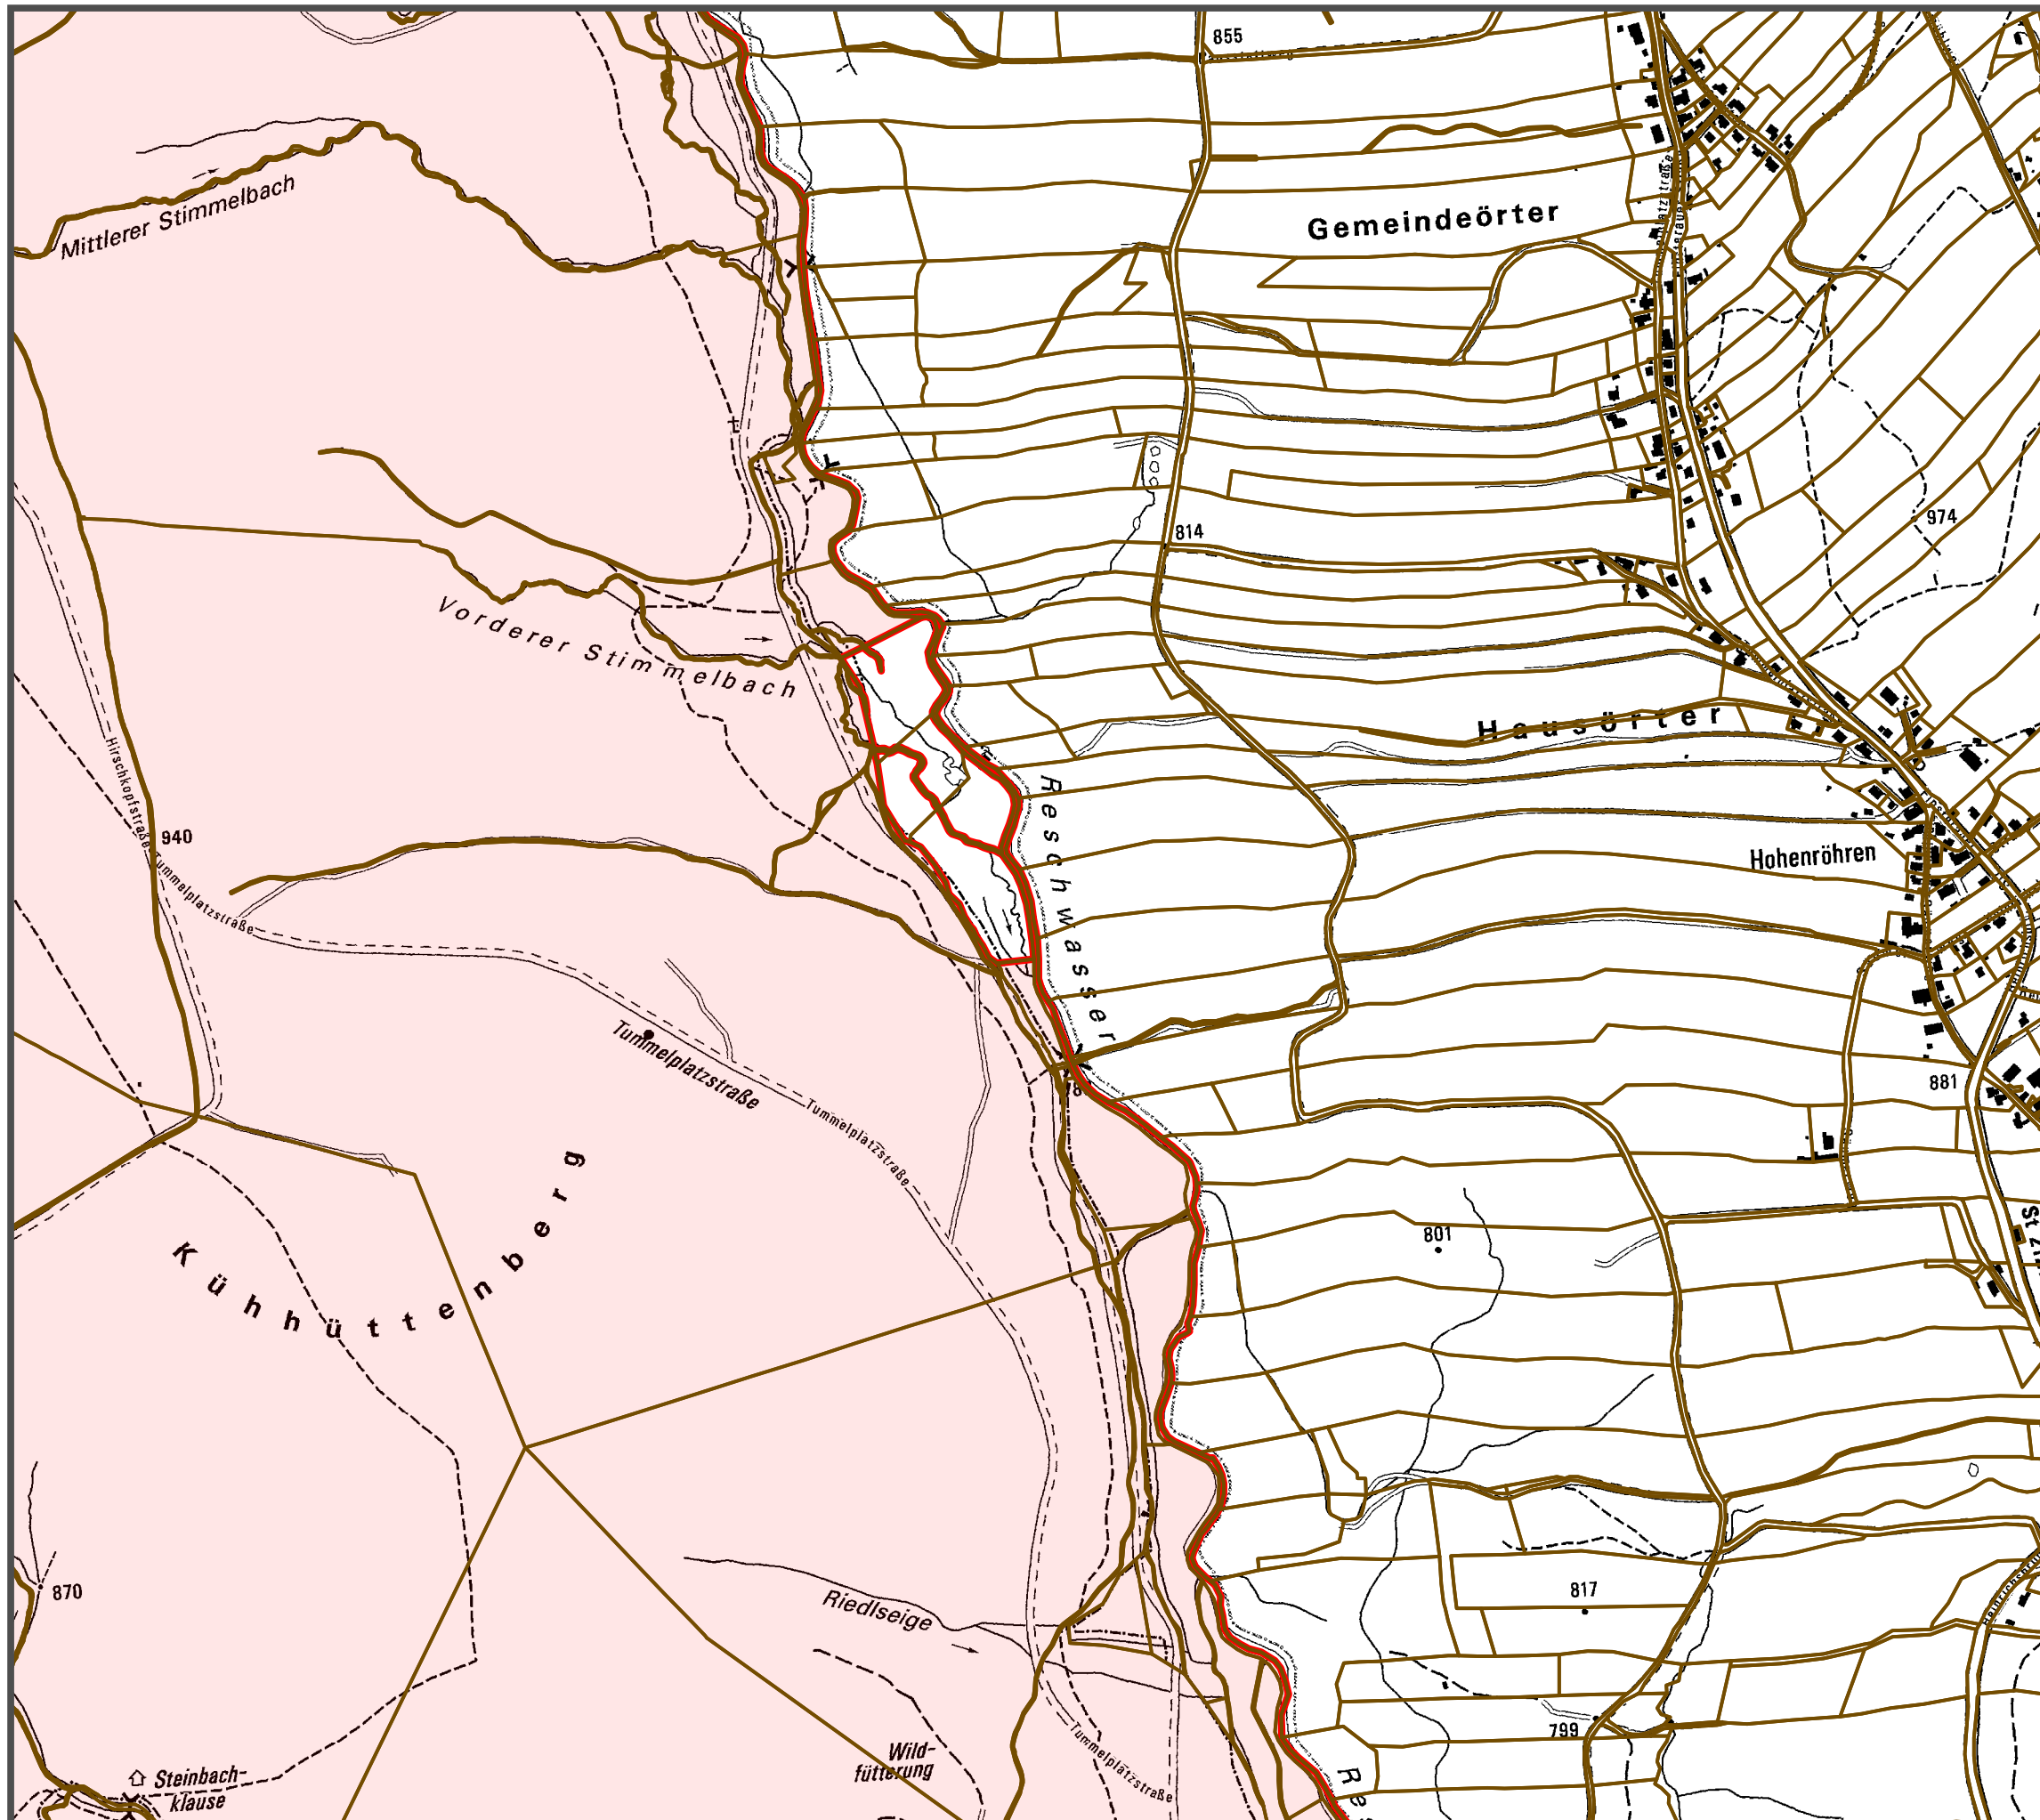 855
Mittlerer Stimmelbach
Gemeindeörter
974
814
Vorderer Stimmelbach
Hausörter
Hirschkopfstraße
940
Tummelplatzstraße
Reschwasser
Hohenröhren
Tummelplatzstraße
Tummelplatzstraße
881
Kühhüttenberg
801
870
Riedlseige
817
799
Wild-
fütterung
Tummelplatzstraße
Steinbach-
klause